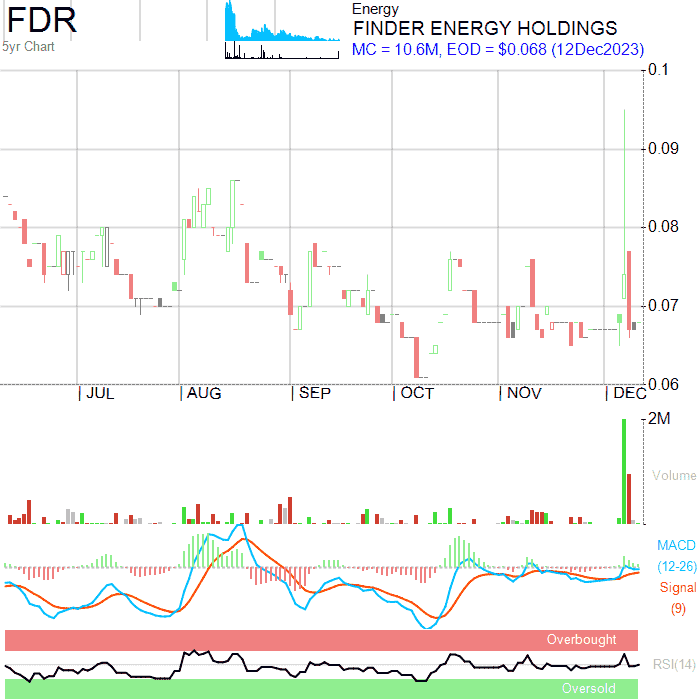 FDR
5yr Chart
Energy
FINDER ENERGY HOLDINGS
MC = 10.6M, EOD = $0.068 (12Dec2023)
0.1
0.09
0.08
0.07
0.06
JUL AUG SEP OCT NOV DEC
2M
Volume
MACD
(12-26)
Signal
(9)
Overbought
RSI(14)
Oversold